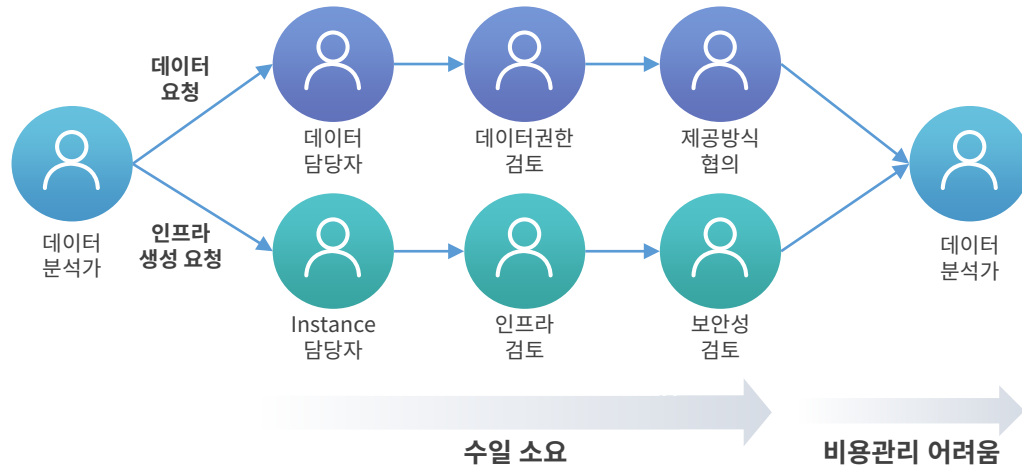 데이터
요청
데이터
담당자
데이터권한
검토
제공방식
협의
데이터
분석가
인프라
생성 요청
데이터
분석가
Instance
담당자
인프라
검토
보안성
검토
수일 소요
비용관리 어려움